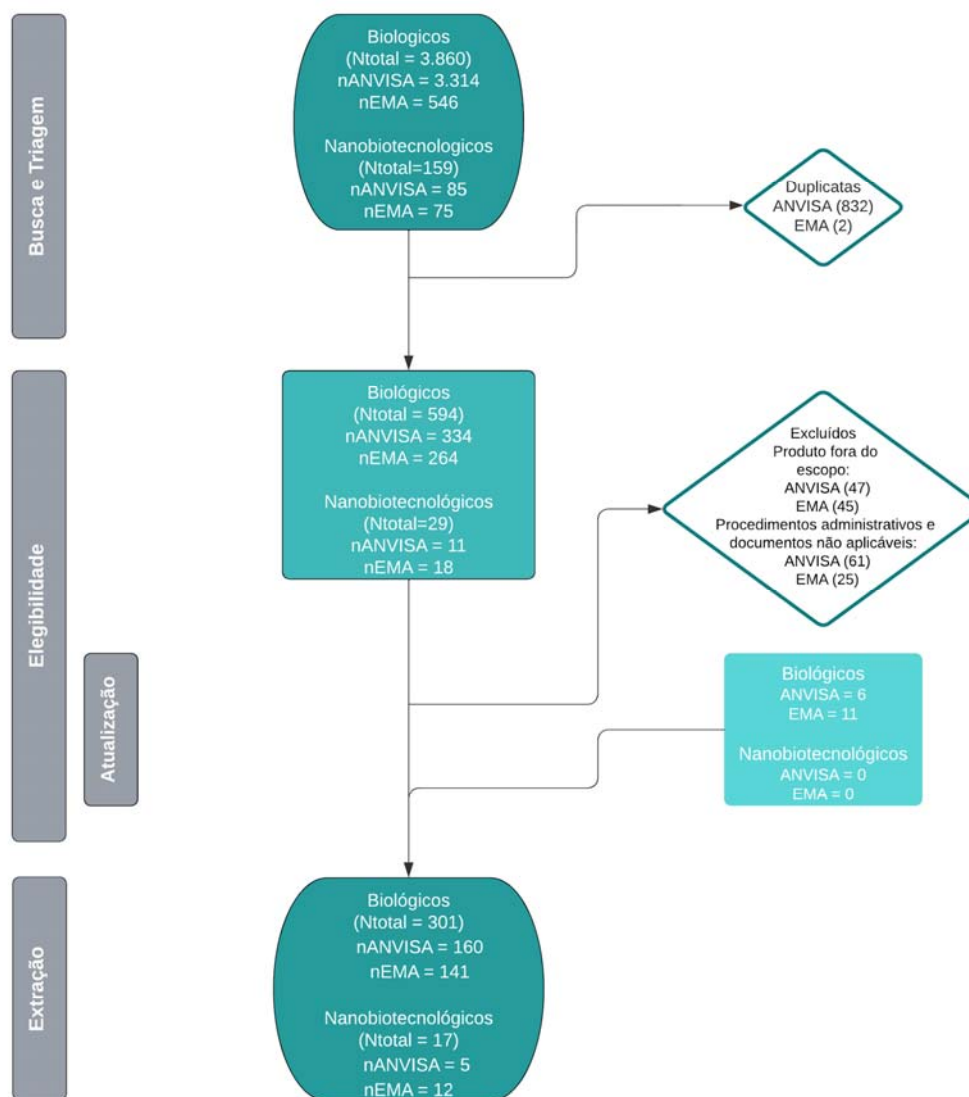 Busca e Triagem
Biologicos
(Ntotal = 3.860)
nANVISA = 3.314
nEMA = 546
Nanobiotecnologicos
(Ntotal=159)
nANVISA = 85
nEMA = 75
Duplicatas
ANVISA (832)
EMA (2)
Elegibilidade
Biológicos
(Ntotal = 594)
nANVISA = 334
nEMA = 264
Nanobiotecnológicos
(Ntotal=29)
nANVISA = 11
nEMA = 18
Excluídos
Produto fora do
escopo:
ANVISA (47)
EMA (45)
Procedimentos administrativos e
documentos não aplicáveis:
ANVISA (61)
EMA (25)
Atualização
Biológicos
ANVISA = 6
EMA = 11
Nanobiotecnológicos
ANVISA = 0
EMA = 0
Extração
Biológicos
(Ntotal = 301)
nANVISA = 160
nEMA = 141
Nanobiotecnológicos
(Ntotal = 17)
nANVISA = 5
nEMA = 12